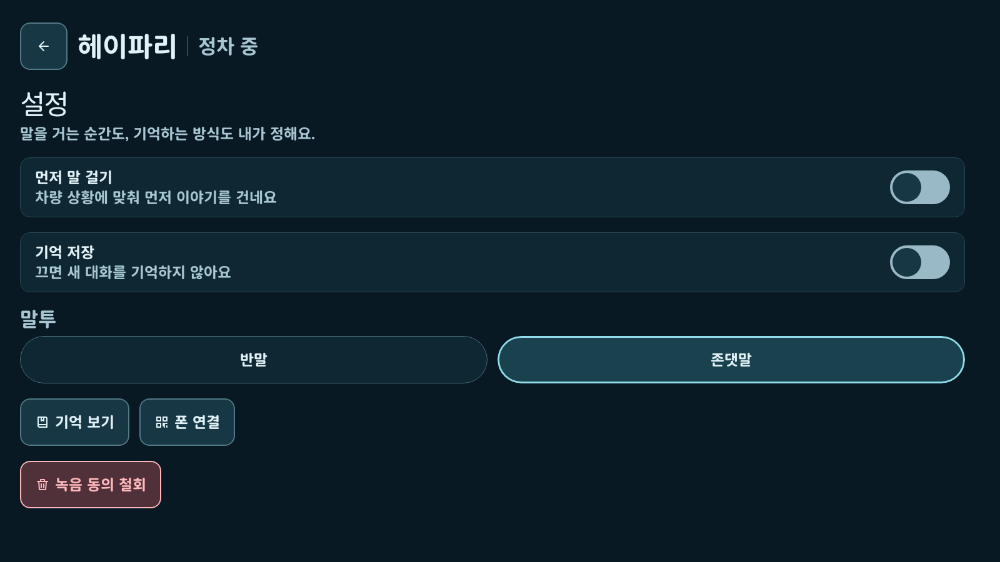 헤이파리
정차 중
설정
말을 거는 순간도, 기억하는 방식도 내가 정해요.
먼저 말 걸기
차량 상황에 맞춰 먼저 이야기를 건네요
기억 저장
끄면 새 대화를 기억하지 않아요
말투
반말
존댓말
기억 보기
폰 연결
녹음 동의 철회